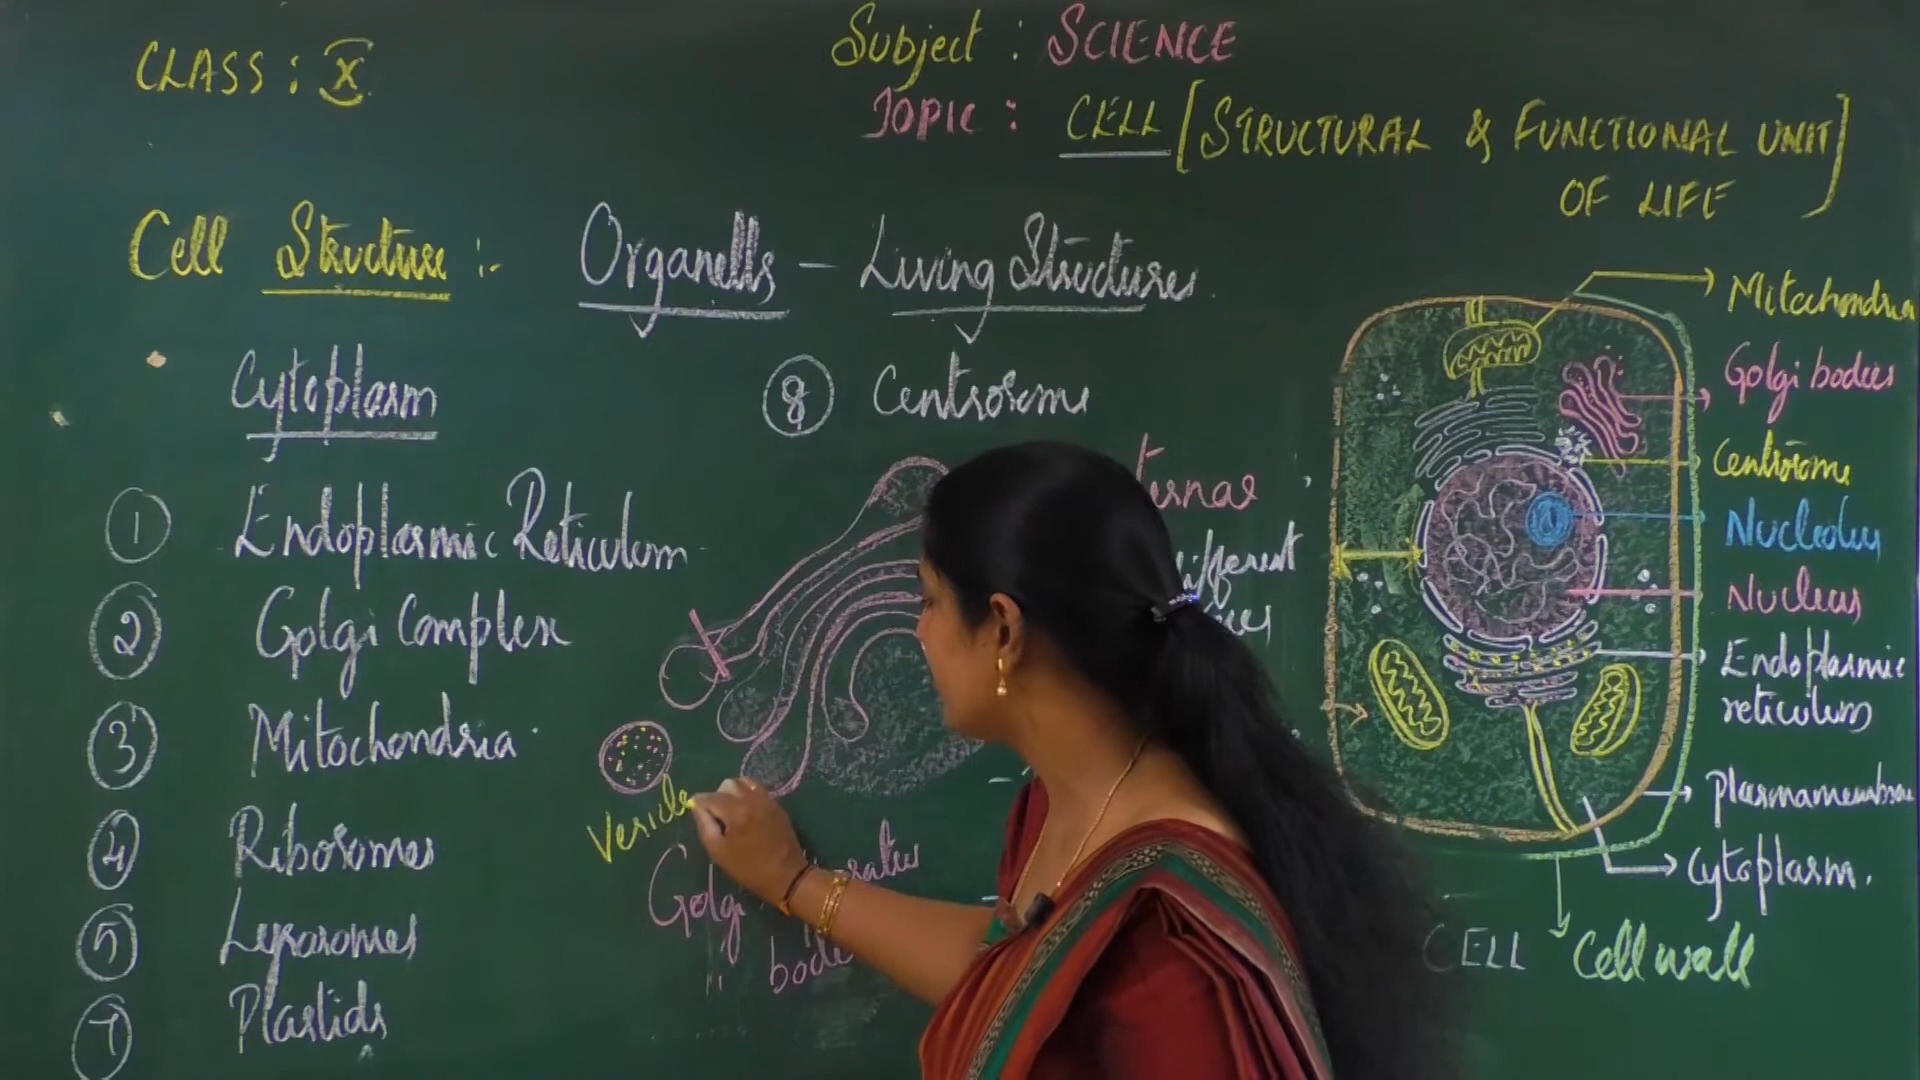 CLASS : X
Subject : SCIENCE
TOPIC : CELL [STRUCTURAL & FUNCTIONAL UNIT]
OF LIFE
Cell Structure :- Organells - Living Structures
Cytoplasm
8 Centrosome
1 Endoplasmic Reticulum
2 Golgi Complex
3 Mitochondria
4 Ribosomes
5 Lysosomes
7 Plastids
different
Vesicle
Golgi
"
Mitochondria
Golgi bodies
Centrosome
Nucleolus
Nucleus
Endoplasmic
reticulum
Plasmamembrane
Cytoplasm.
CELL
Cell wall